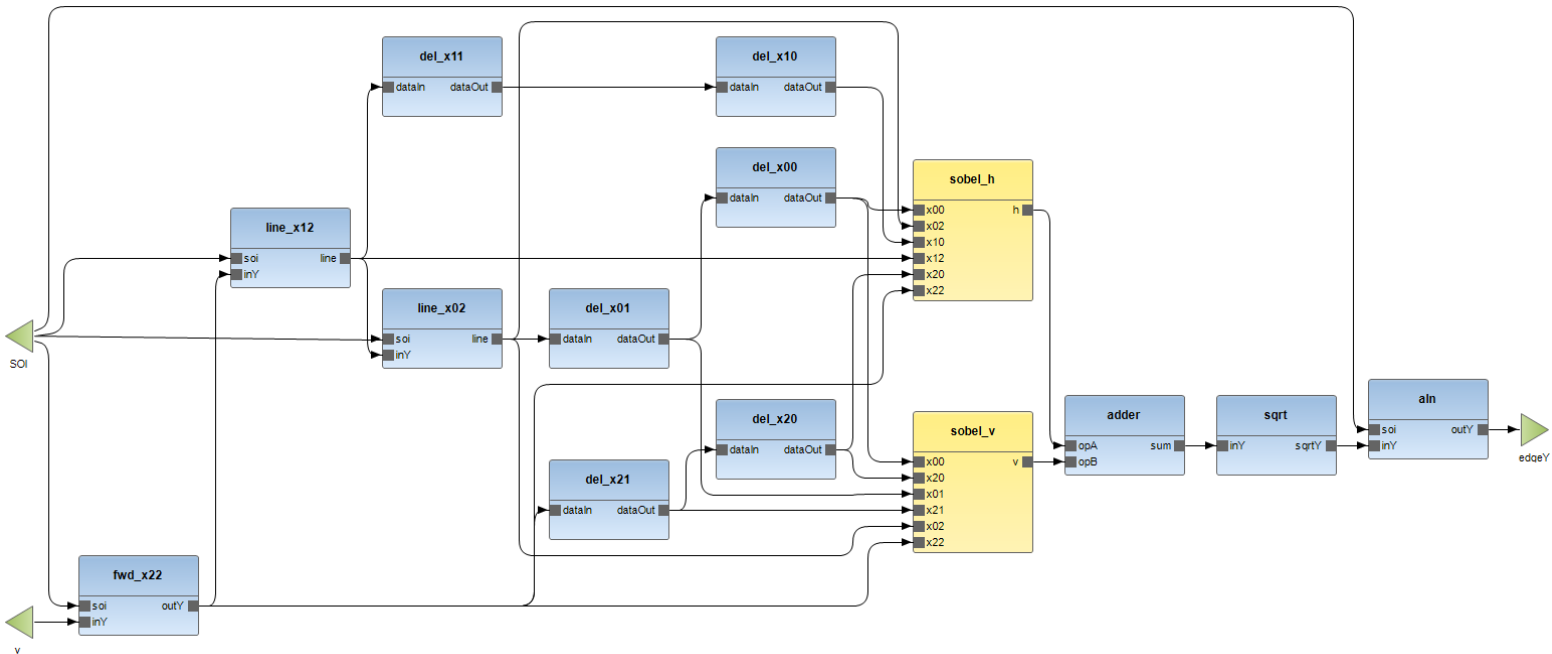 del_x11
dataIn dataOut
del_x10
dataIn dataOut
del_x00
dataIn dataOut
sobel_h
x00 h
x02
x10
x12
x20
x22
line_x12
soi line
inY
line_x02
soi line
inY
del_x01
dataIn dataOut
SOI
del_x20
dataIn dataOut
sobel_v
x00 v
x20
x01
x21
x02
x22
adder
opA sum
opB
sqrt
inY sqrtY
aln
soi outY
inY
edgeY
del_x21
dataIn dataOut
fwd_x22
soi outY
inY
v